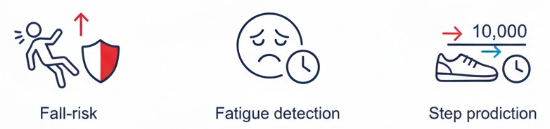 10,000
Fall-risk
Fatigue detection
Step prodiction